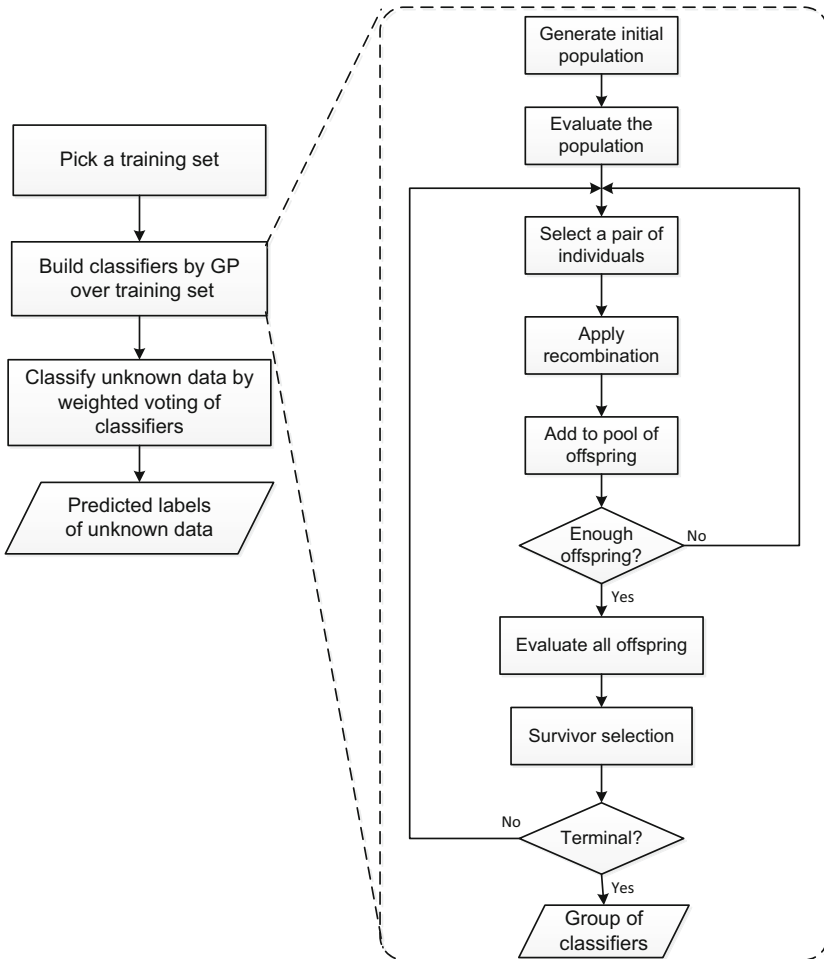 Pick a training set
Build classifiers by GP
over training set
Classify unknown data by
weighted voting of
classifiers
Predicted labels
of unknown data
Generate initial
population
Evaluate the
population
Select a pair of
individuals
Apply
recombination
Add to pool of
offspring
Enough
offspring?
No
Yes
Evaluate all offspring
Survivor selection
No
Terminal?
Yes
Group of
classifiers